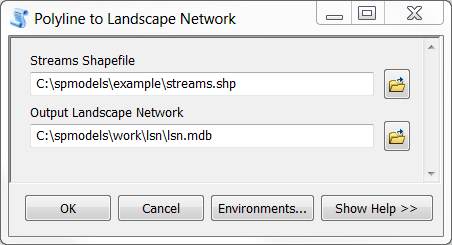 Polyline to Landscape Network
Streams Shapefile
C:\spmodels\example\streams.shp
Output Landscape Network
C:\spmodels\work\lsn\lsn.mdb
OK Cancel Environments... Show Help >>